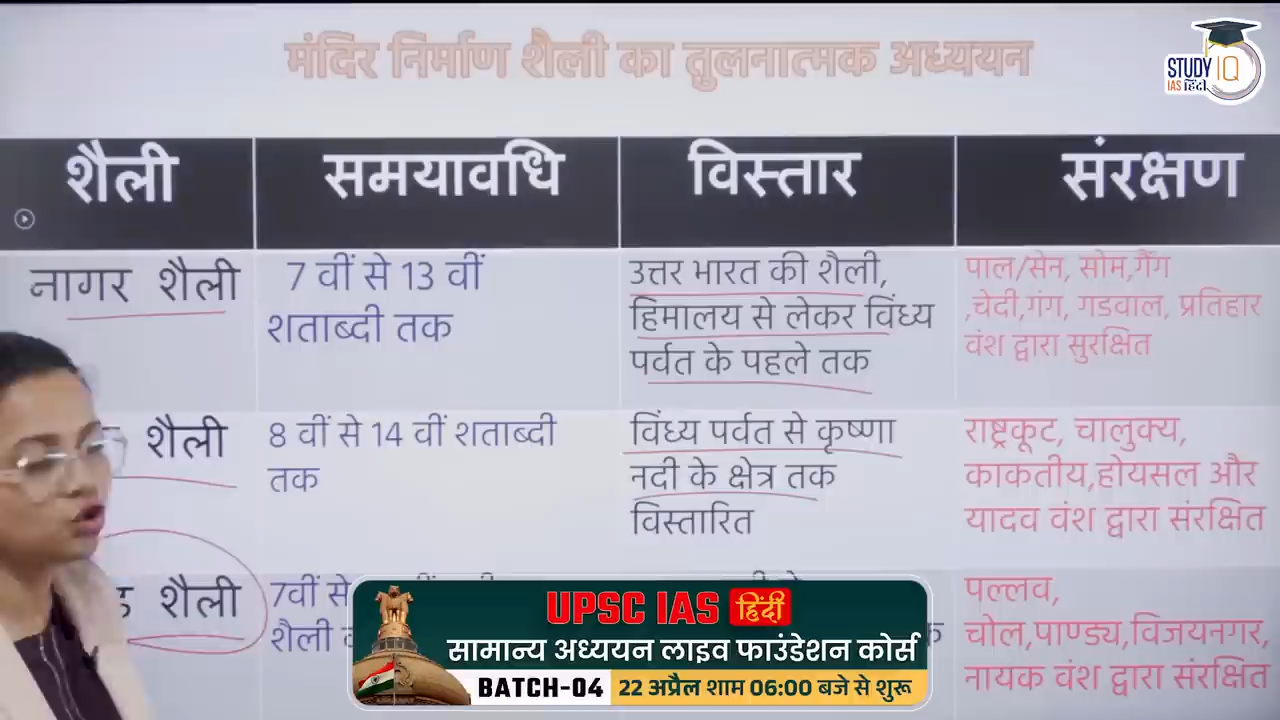 मंदिर निर्माण शैली का तुलनात्मक अध्ययन
STUDY IQ
IAS हिंदी
शैली समयावधि विस्तार संरक्षण
नागर शैली
7 वीं से 13 वीं
शताब्दी तक
उत्तर भारत की शैली,
हिमालय से लेकर विंध्य
पर्वत के पहले तक
पाल/सेन, सोम,गैंग
,चेदी,गंग, गडवाल, प्रतिहार
वंश द्वारा सुरक्षित
शैली
8 वीं से 14 वीं शताब्दी
तक
विंध्य पर्वत से कृष्णा
नदी के क्षेत्र तक
विस्तारित
राष्ट्रकूट, चालुक्य,
काकतीय,होयसल और
यादव वंश द्वारा संरक्षित
शैली
7वीं से
शैली
पल्लव,
चोल,पाण्ड्य,विजयनगर,
नायक वंश द्वारा संरक्षित
UPSC IAS हिंदी
सामान्य अध्ययन लाइव फाउंडेशन कोर्स
BATCH-04 22 अप्रैल शाम 06:00 बजे से शुरू